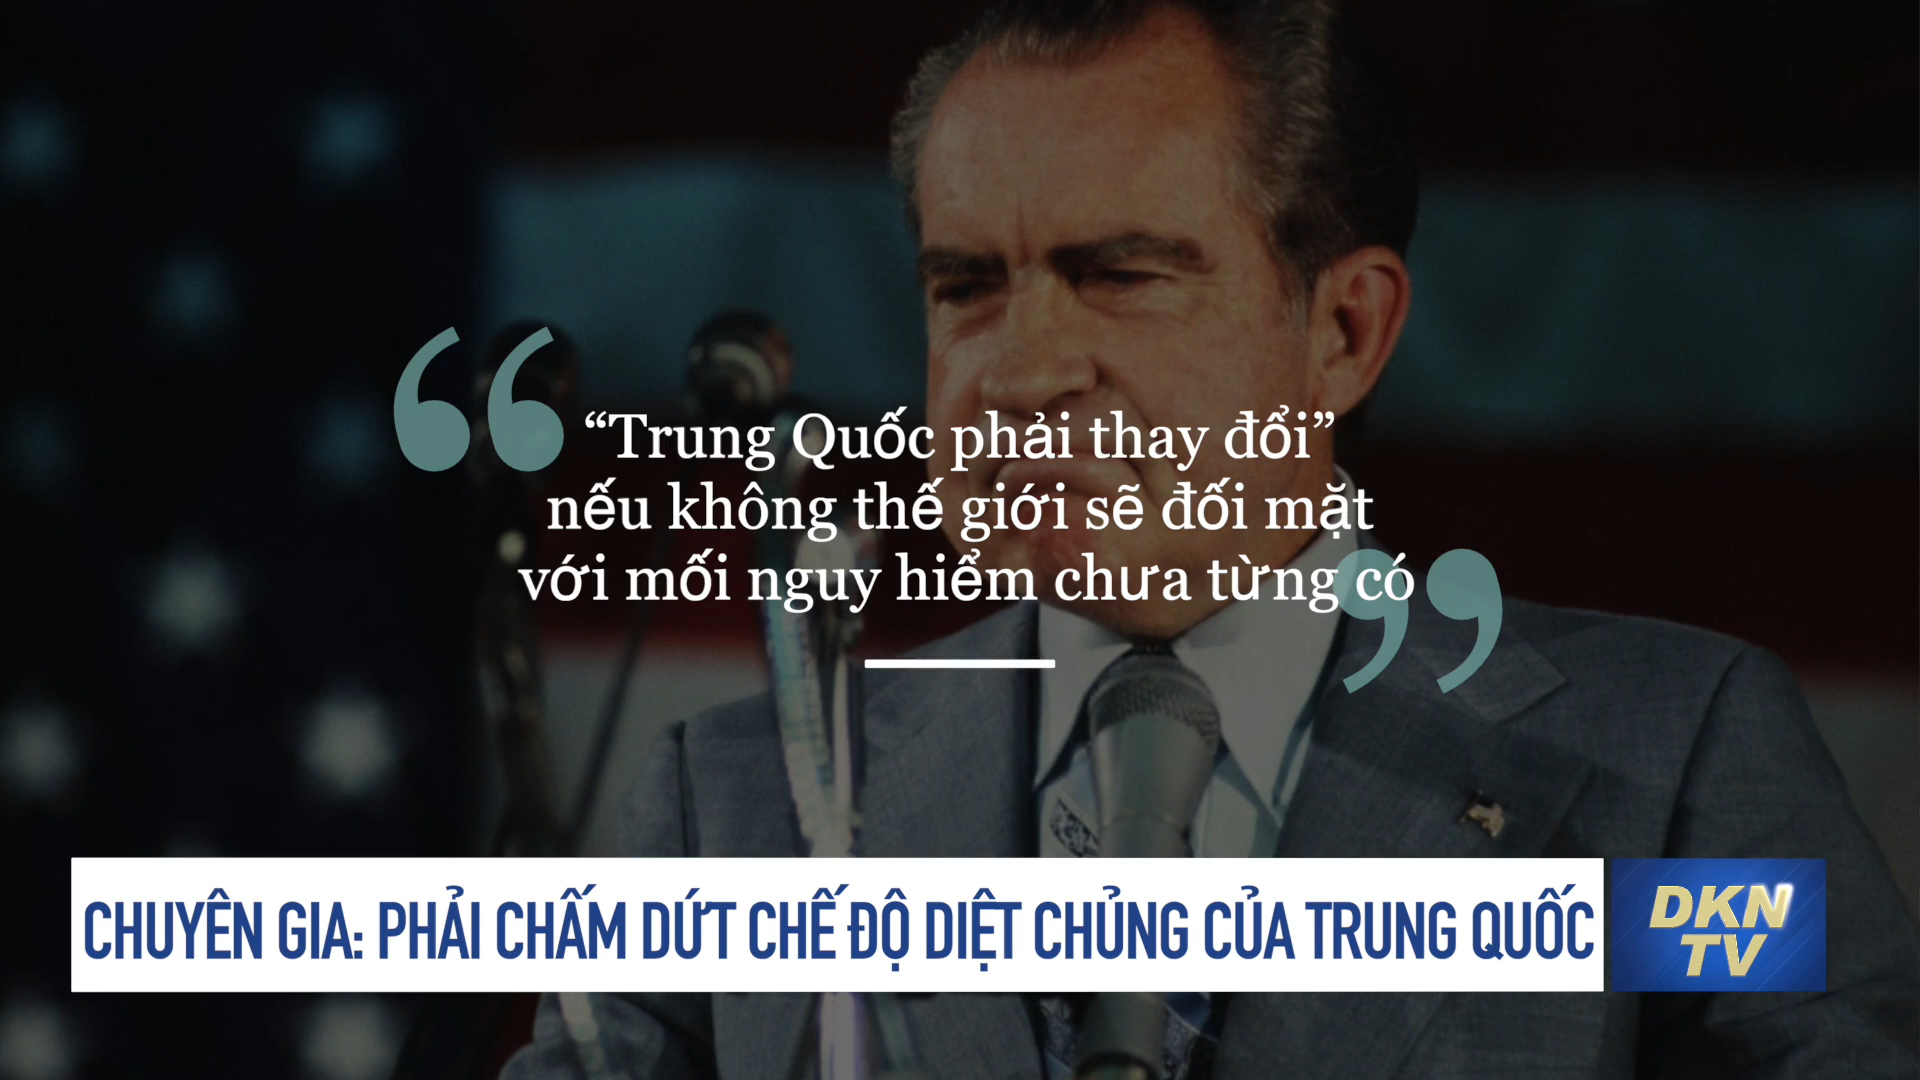 “Trung Quốc phải thay đổi”
nếu không thế giới sẽ đối mặt
với mối nguy hiểm chưa từng có
CHUYÊN GIA: PHẢI CHẤM DỨT CHẾ ĐỘ DIỆT CHỦNG CỦA TRUNG QUỐC
DKN
TV